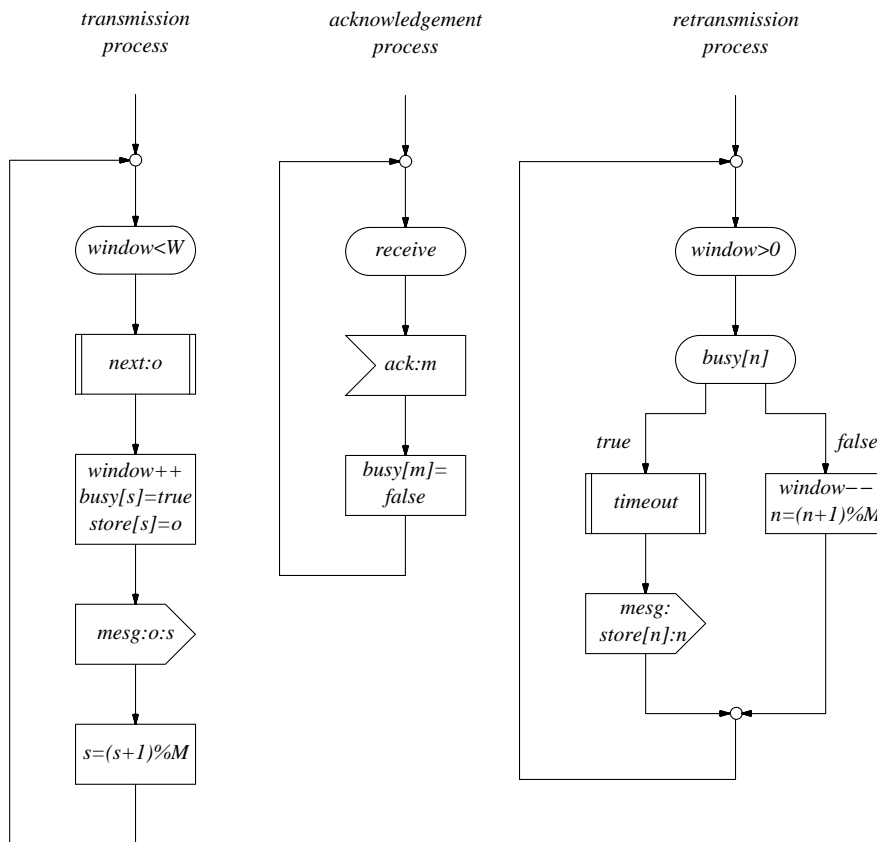 transmission
process
window<W
next:o
window++
busy[s]=true
store[s]=o
mesg:o:s
s=(s+1)%M
acknowledgement
process
receive
ack:m
busy[m]=
false
retransmission
process
window>0
busy[n]
true
false
timeout
window--
n=(n+1)%M
mesg:
store[n]:n